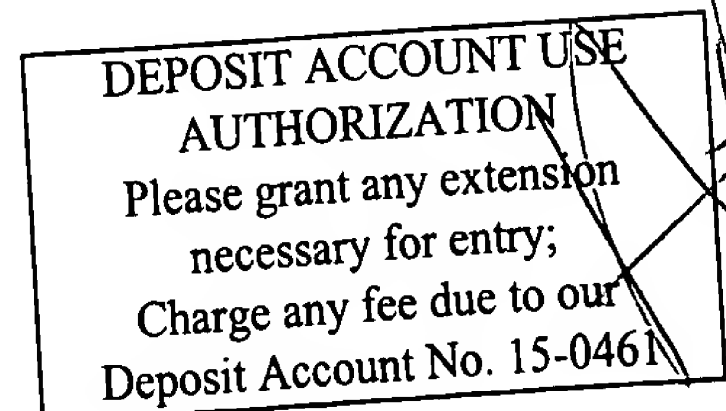 DEPOSIT ACCOUNT USE
AUTHORIZATION
Please grant any extension
necessary for entry;
Charge any fee due to our
Deposit Account No. 15-0461